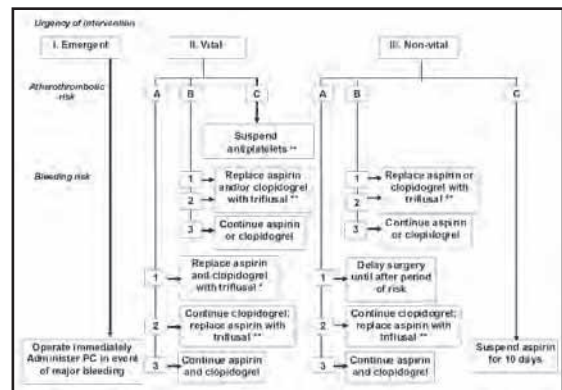 Urgency of intervention
I. Emergent
II. Vital
III. Non-vital
Atherothrombotic
risk
A
B
C
A
B
C
Suspend
antiplatelets **
Bleeding risk
1
2
Replace aspirin
and/or clopidogrel
with triflusal **
3
Continue aspirin
or clopidogrel
1
2
Replace aspirin or
clopidogrel with
triflusal **
3
Continue aspirin
or clopidogrel
1
Replace aspirin
and clopidogrel
with triflusal *
2
Continue clopidogrel;
replace aspirin with
triflusal **
3
Continue aspirin
and clopidogrel
1
Delay surgery
until after period
of risk
2
Continue clopidogrel;
replace aspirin with
triflusal **
3
Continue aspirin
and clopidogrel
Operate immediately
Administer PC in event
of major bleeding
Suspend aspirin
for 10 days